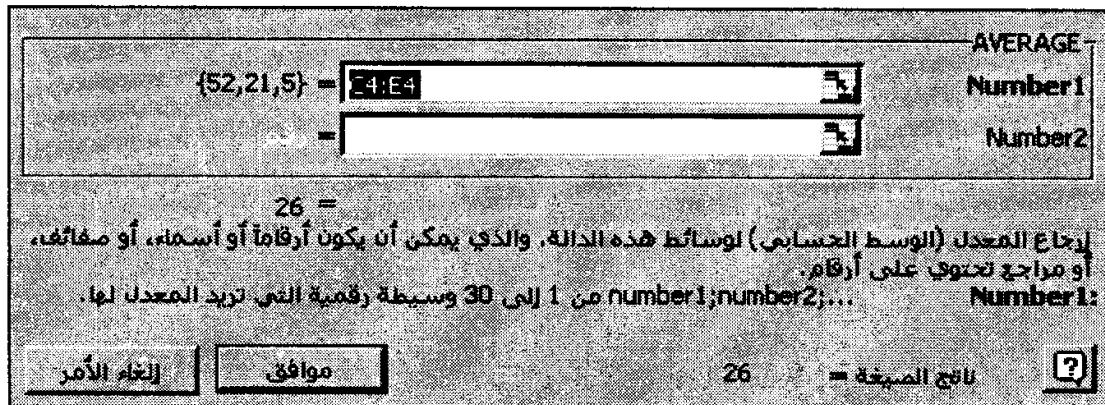 AVERAGE
Number1 E4:E4 = {52,21,5}
Number2 =
= 26
إرجاع المعدل (الوسط الحسابي) لوسائط هذه الدالة، والذي يمكن أن يكون أرقاماً أو أسماء، أو صفائف،
أو مراجع تحتوي على أرقام.
Number1: number1;number2;... من 1 إلى 30 وسيطة رقمية التي تريد المعدل لها.
ناتج الصيغة = 26
موافق
إلغاء الأمر